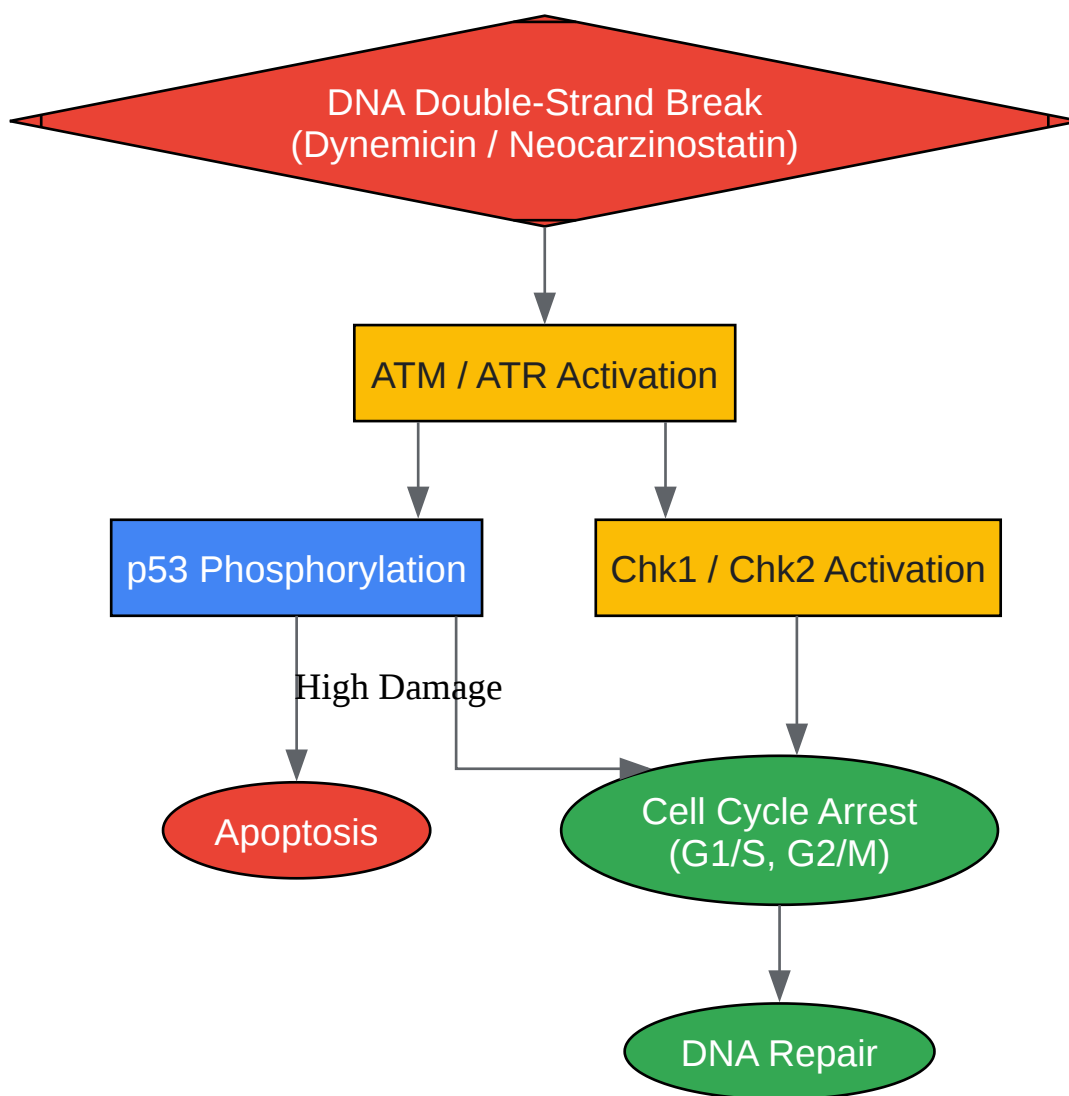 DNA Double-Strand Break
(Dynemicin / Neocarzinostatin)
ATM / ATR Activation
p53 Phosphorylation
Chk1 / Chk2 Activation
High Damage
Apoptosis
Cell Cycle Arrest
(G1/S, G2/M)
DNA Repair